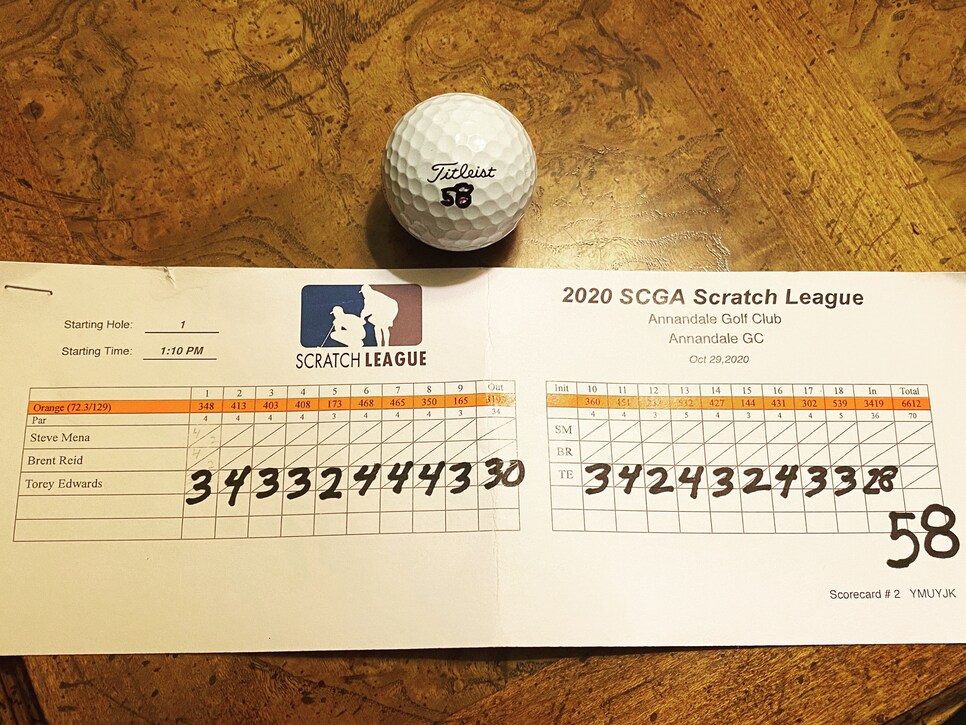 Titleist
58
2020 SCGA Scratch League
Annandale Golf Club
Annandale GC
Oct 29,2020
Starting Hole: 1
Starting Time: 1:10 PM
SCRATCH LEAGUE
1 2 3 4 5 6 7 8 9 Out
Orange (72.3/129) 348 413 403 408 173 468 465 350 165
Par 4 4 4 4 3 4 4 4 3 34
Steve Mena 4
Brent Reid 4
Torey Edwards 3 4 3 3 2 4 4 4 3 30
Init 10 11 12 13 14 15 16 17 18 In Total
360 451 532 427 144 431 302 539 3419 6612
4 4 3 5 4 3 4 4 5 36 70
SM
BR
TE 3 4 2 4 3 2 4 3 3 28
58
Scorecard # 2 YMUYJK